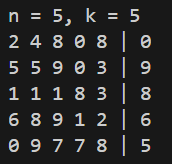 n = 5, k = 5
2 4 8 0 8 | 0
5 5 9 0 3 | 9
1 1 1 8 3 | 8
6 8 9 1 2 | 6
0 9 7 7 8 | 5